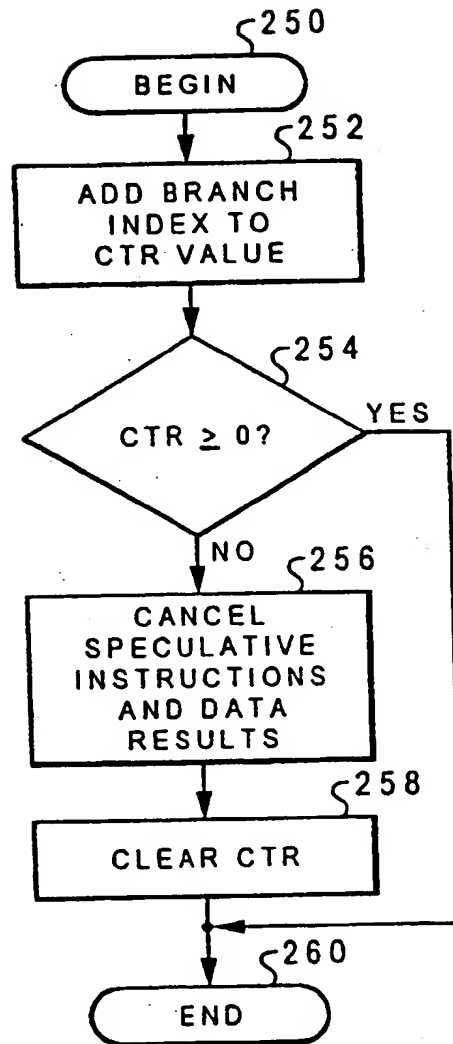 250
BEGIN
252
ADD BRANCH
INDEX TO
CTR VALUE
254
CTR ≥ 0?
YES
NO
256
CANCEL
SPECULATIVE
INSTRUCTIONS
AND DATA
RESULTS
258
CLEAR CTR
260
END